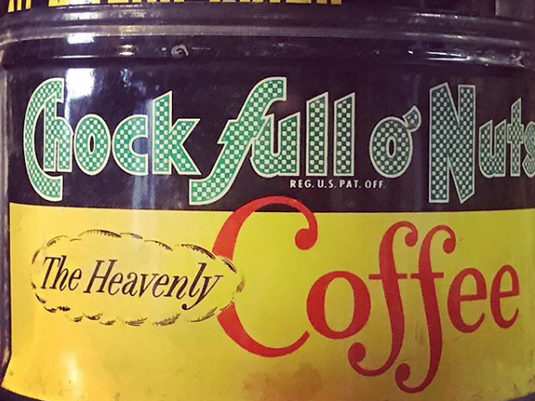 Chock full o' Nuts
REG. U.S. PAT. OFF.
The Heavenly
Coffee